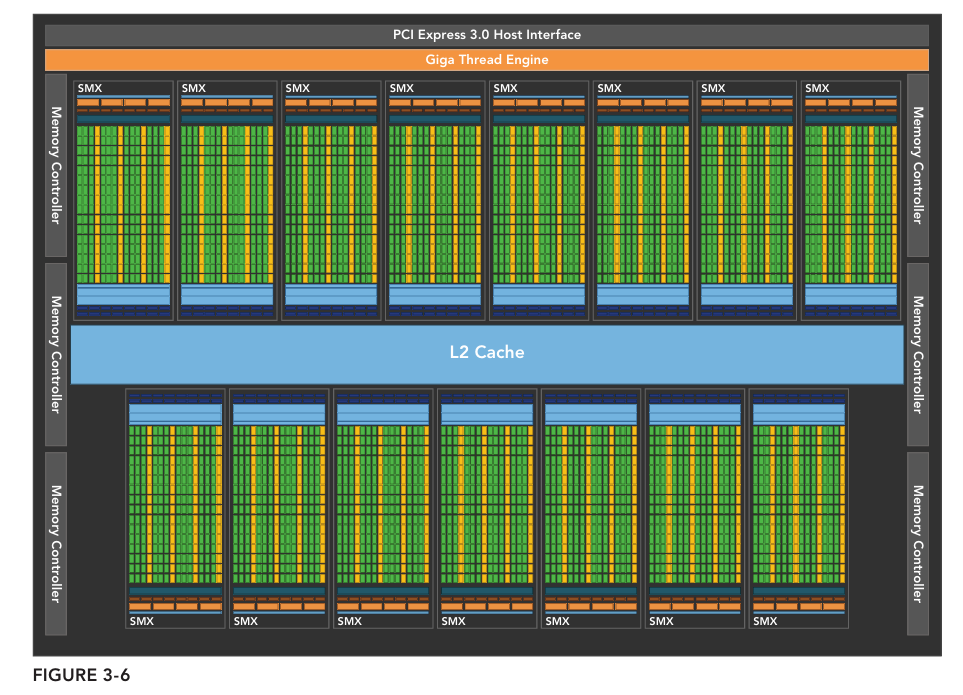 PCI Express 3.0 Host Interface
Giga Thread Engine
Memory Controller
SMX
SMX
SMX
SMX
SMX
SMX
SMX
SMX
Memory Controller
Memory Controller
L2 Cache
Memory Controller
Memory Controller
SMX
SMX
SMX
SMX
SMX
SMX
SMX
Memory Controller
FIGURE 3-6